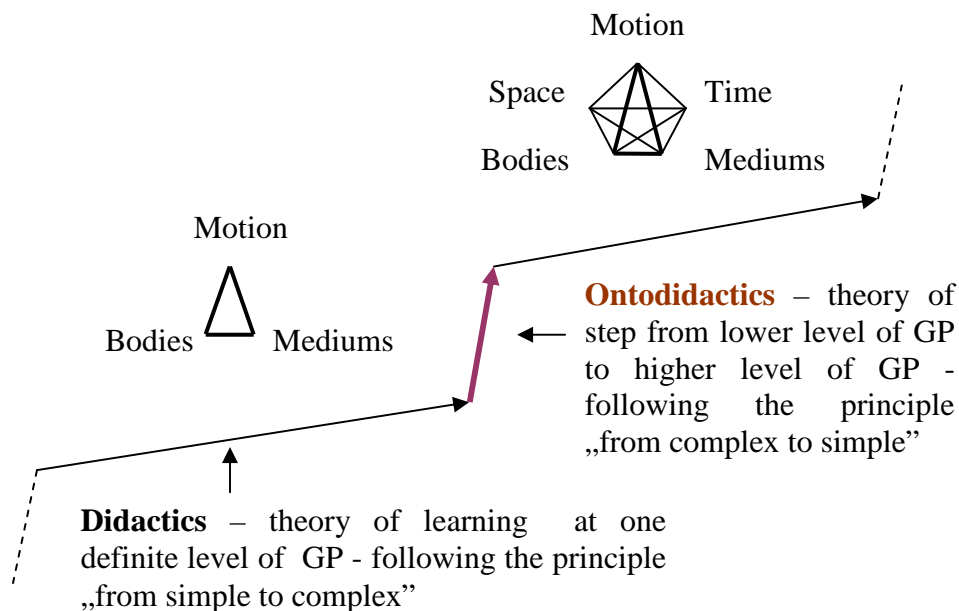 Motion
Space Time
Bodies Mediums
Motion
Bodies Mediums
Ontodidactics – theory of
step from lower level of GP
to higher level of GP -
following the principle
„from complex to simple”
Didactics – theory of learning at one
definite level of GP - following the principle
„from simple to complex”